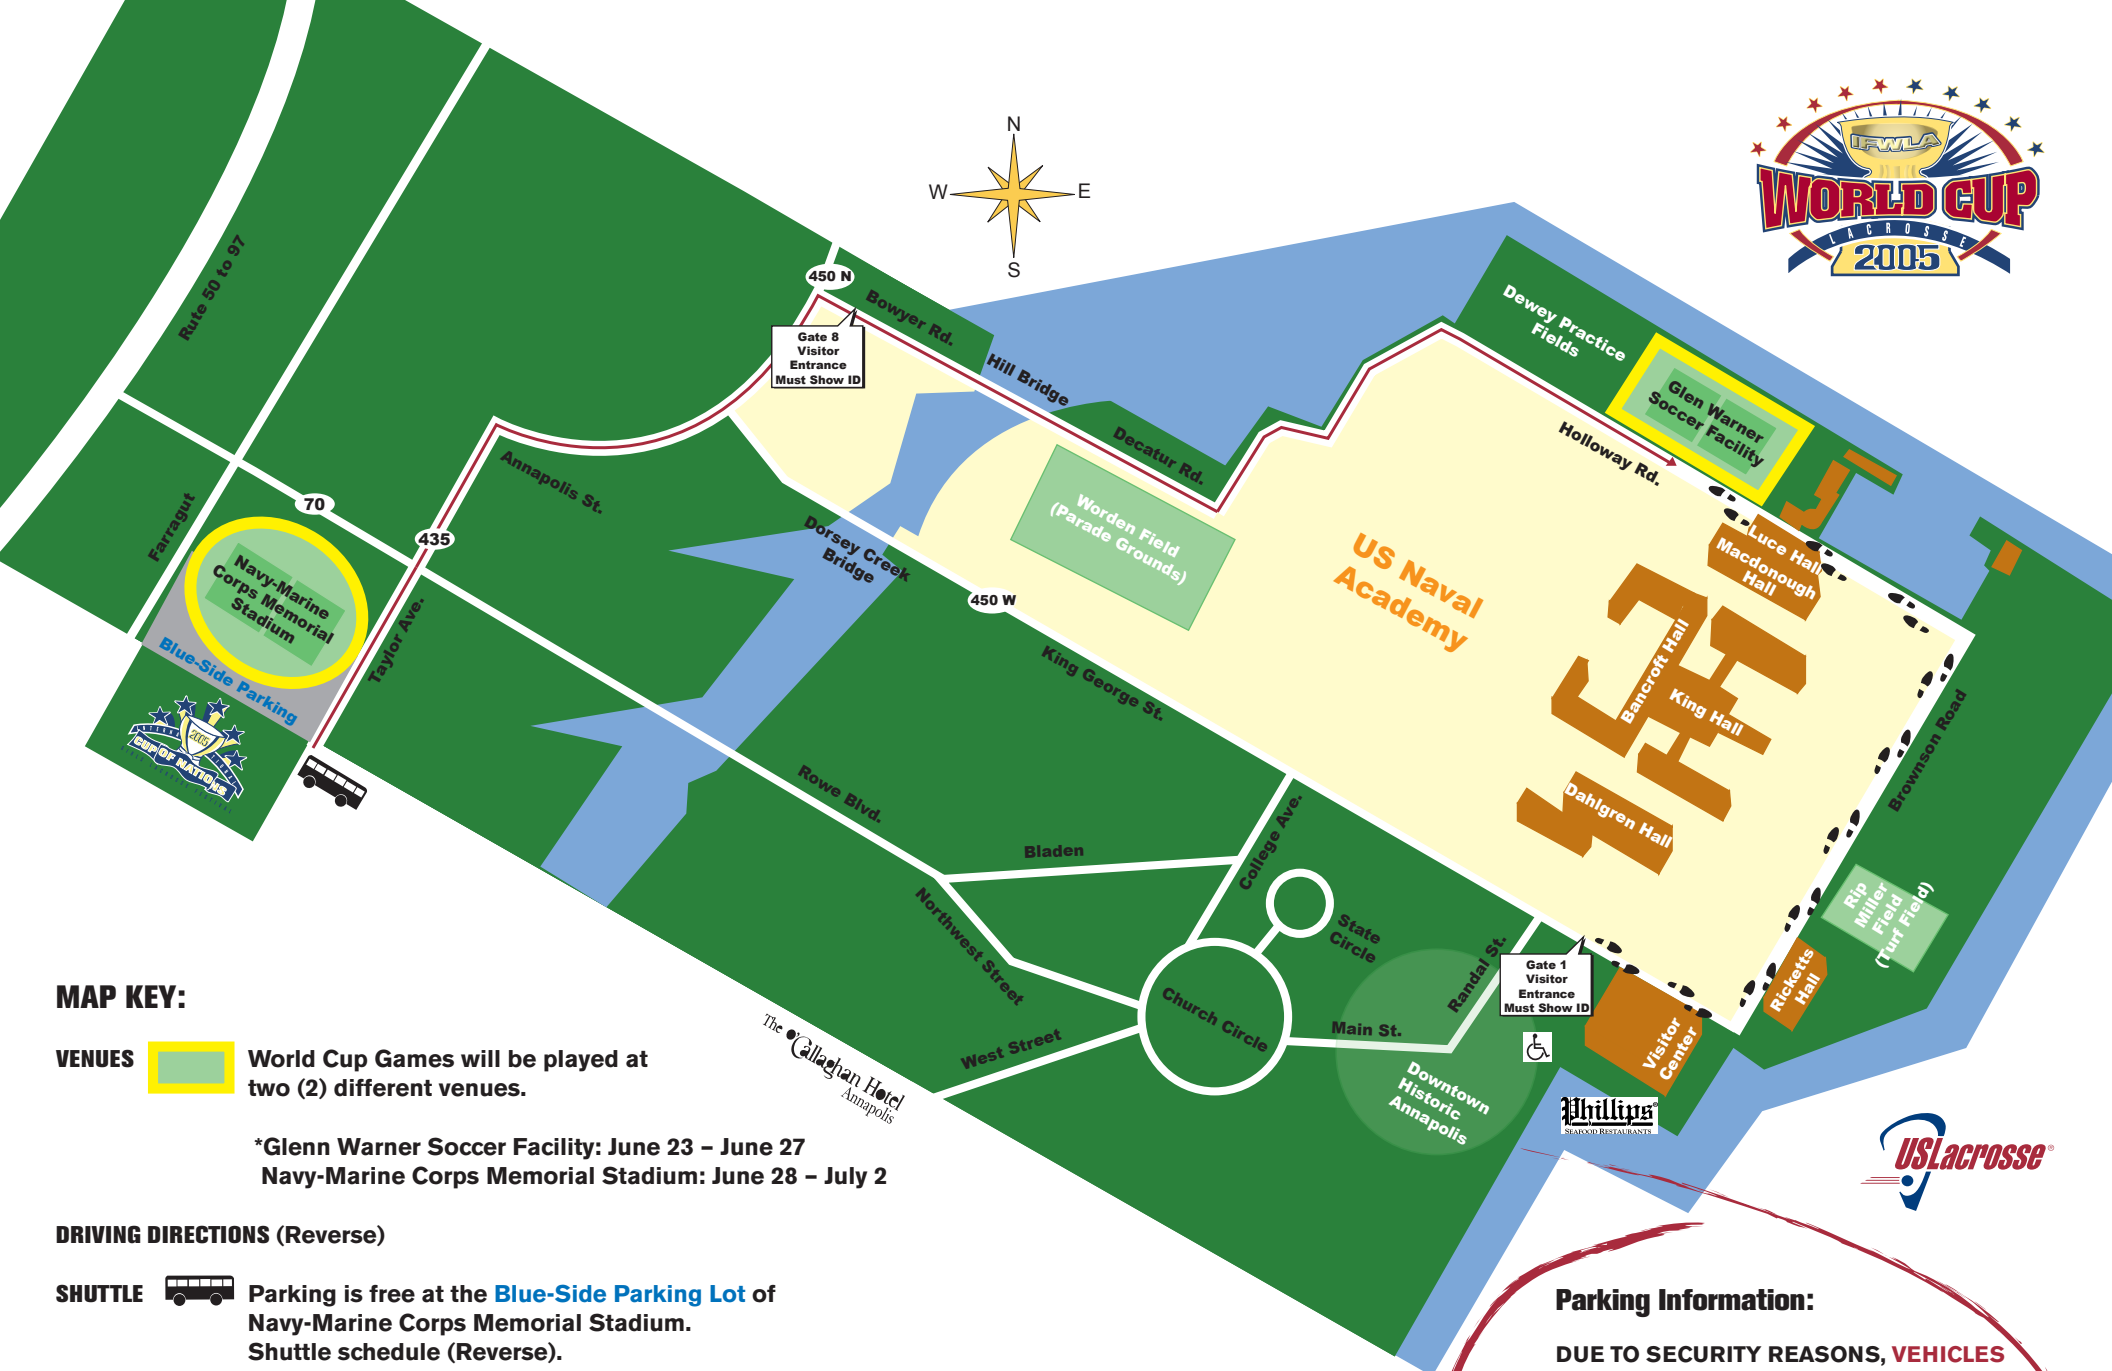 N
W
E
S
IFWLA
WORLD CUP
LACROSSE
2005
Rute 50 to 97
450 N
Bowyer Rd.
Gate 8
Visitor
Entrance
Must Show ID
Hill Bridge
Decatur Rd.
Dewey Practice
Fields
Glen Warner
Soccer Facility
Holloway Rd.
Annapolis St.
Farragut
70
435
Navy-Marine
Corps Memorial
Stadium
Blue-Side Parking
Taylor Ave.
Dorsey Creek
Bridge
Worden Field
(Parade Grounds)
US Naval
Academy
450 W
King George St.
Luce Hall
Macdonough
Hall
Bancroft Hall
King Hall
Dahlgren Hall
Brownson Road
Rip
Miller
Field
(Turf Field)
Ricketts
Hall
2005
INTERNATIONAL
CUP OF NATIONS
Rowe Blvd.
Bladen
College Ave.
State
Circle
Northwest Street
Church Circle
West Street
Main St.
Randal St.
Gate 1
Visitor
Entrance
Must Show ID
Visitor
Center
Downtown
Historic
Annapolis
The O'Callaghan Hotel
Annapolis
Phillips®
SEAFOOD RESTAURANTS
USLacrosse®
MAP KEY:
VENUES
World Cup Games will be played at
two (2) different venues.
*Glenn Warner Soccer Facility: June 23 – June 27
Navy-Marine Corps Memorial Stadium: June 28 – July 2
DRIVING DIRECTIONS (Reverse)
SHUTTLE
Parking is free at the Blue-Side Parking Lot of
Navy-Marine Corps Memorial Stadium.
Shuttle schedule (Reverse).
Parking Information:
DUE TO SECURITY REASONS, VEHICLES